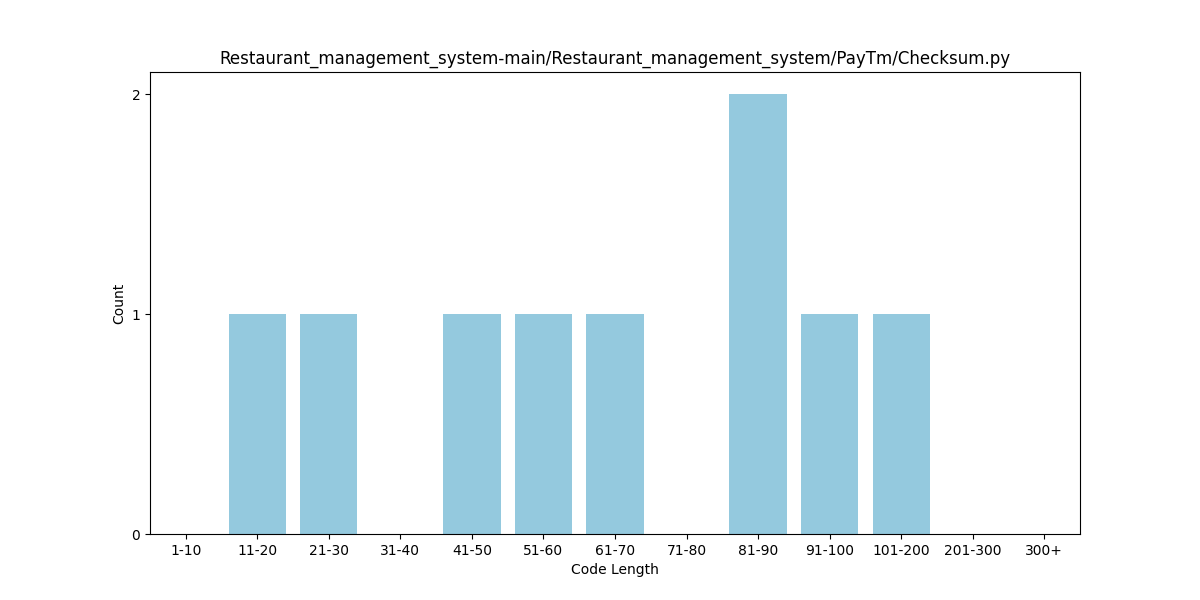 Restaurant_management_system-main/Restaurant_management_system/PayTm/Checksum.py
Count
2
1
0
1-10 11-20 21-30 31-40 41-50 51-60 61-70 71-80 81-90 91-100 101-200 201-300 300+
Code Length